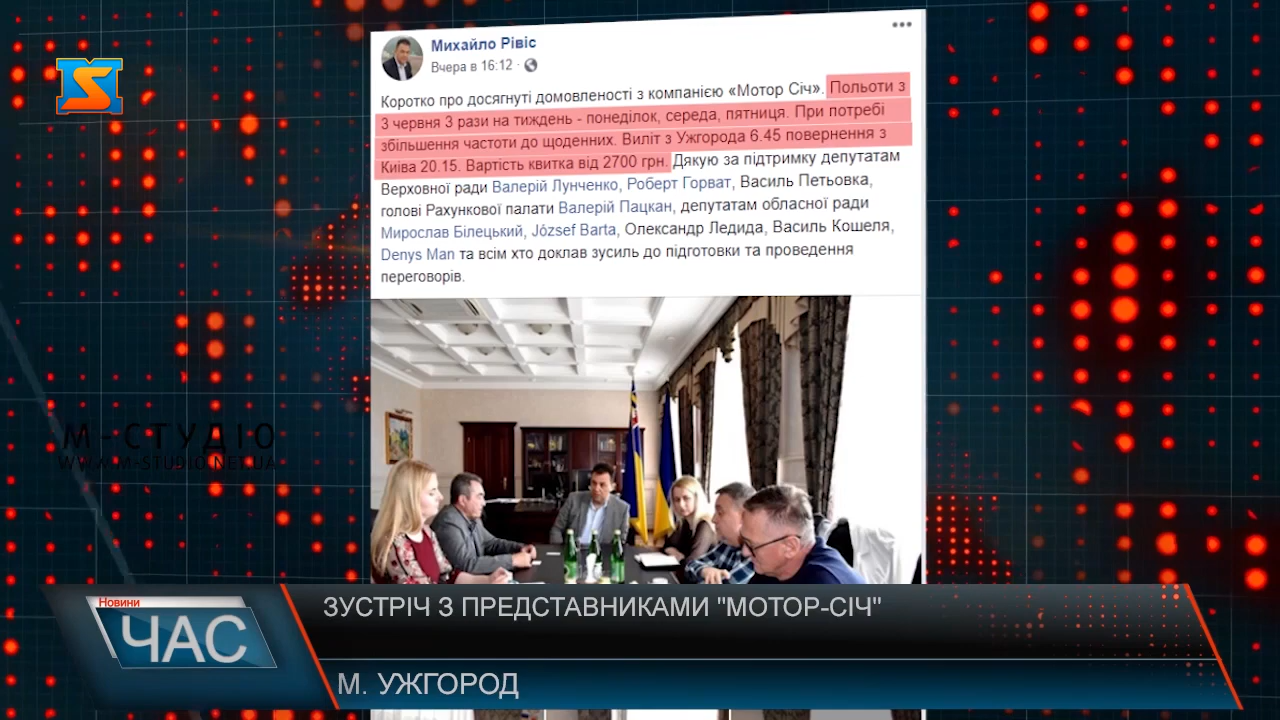 Михайло Рівіс
Вчера в 16:12 ·
Коротко про досягнуті домовленості з компанією «Мотор Січ». Польоти з
3 червня 3 рази на тиждень - понеділок, середа, пятниця. При потребі
збільшення частоти до щоденних. Виліт з Ужгорода 6.45 повернення з
Київа 20.15. Вартість квитка від 2700 грн. Дякую за підтримку депутатам
Верховної ради Валерій Лунченко, Роберт Горват, Василь Петьовка,
голові Рахункової палати Валерій Пацкан, депутатам обласної ради
Мирослав Білецький, József Barta, Олександр Ледида, Василь Кошеля,
Denys Man та всім хто доклав зусиль до підготовки та проведення
переговорів.
М-СТУДІО
WWW.M-STUDIO.NET.UA
Новини
ЧАС
ЗУСТРІЧ З ПРЕДСТАВНИКАМИ "МОТОР-СІЧ"
М. УЖГОРОД